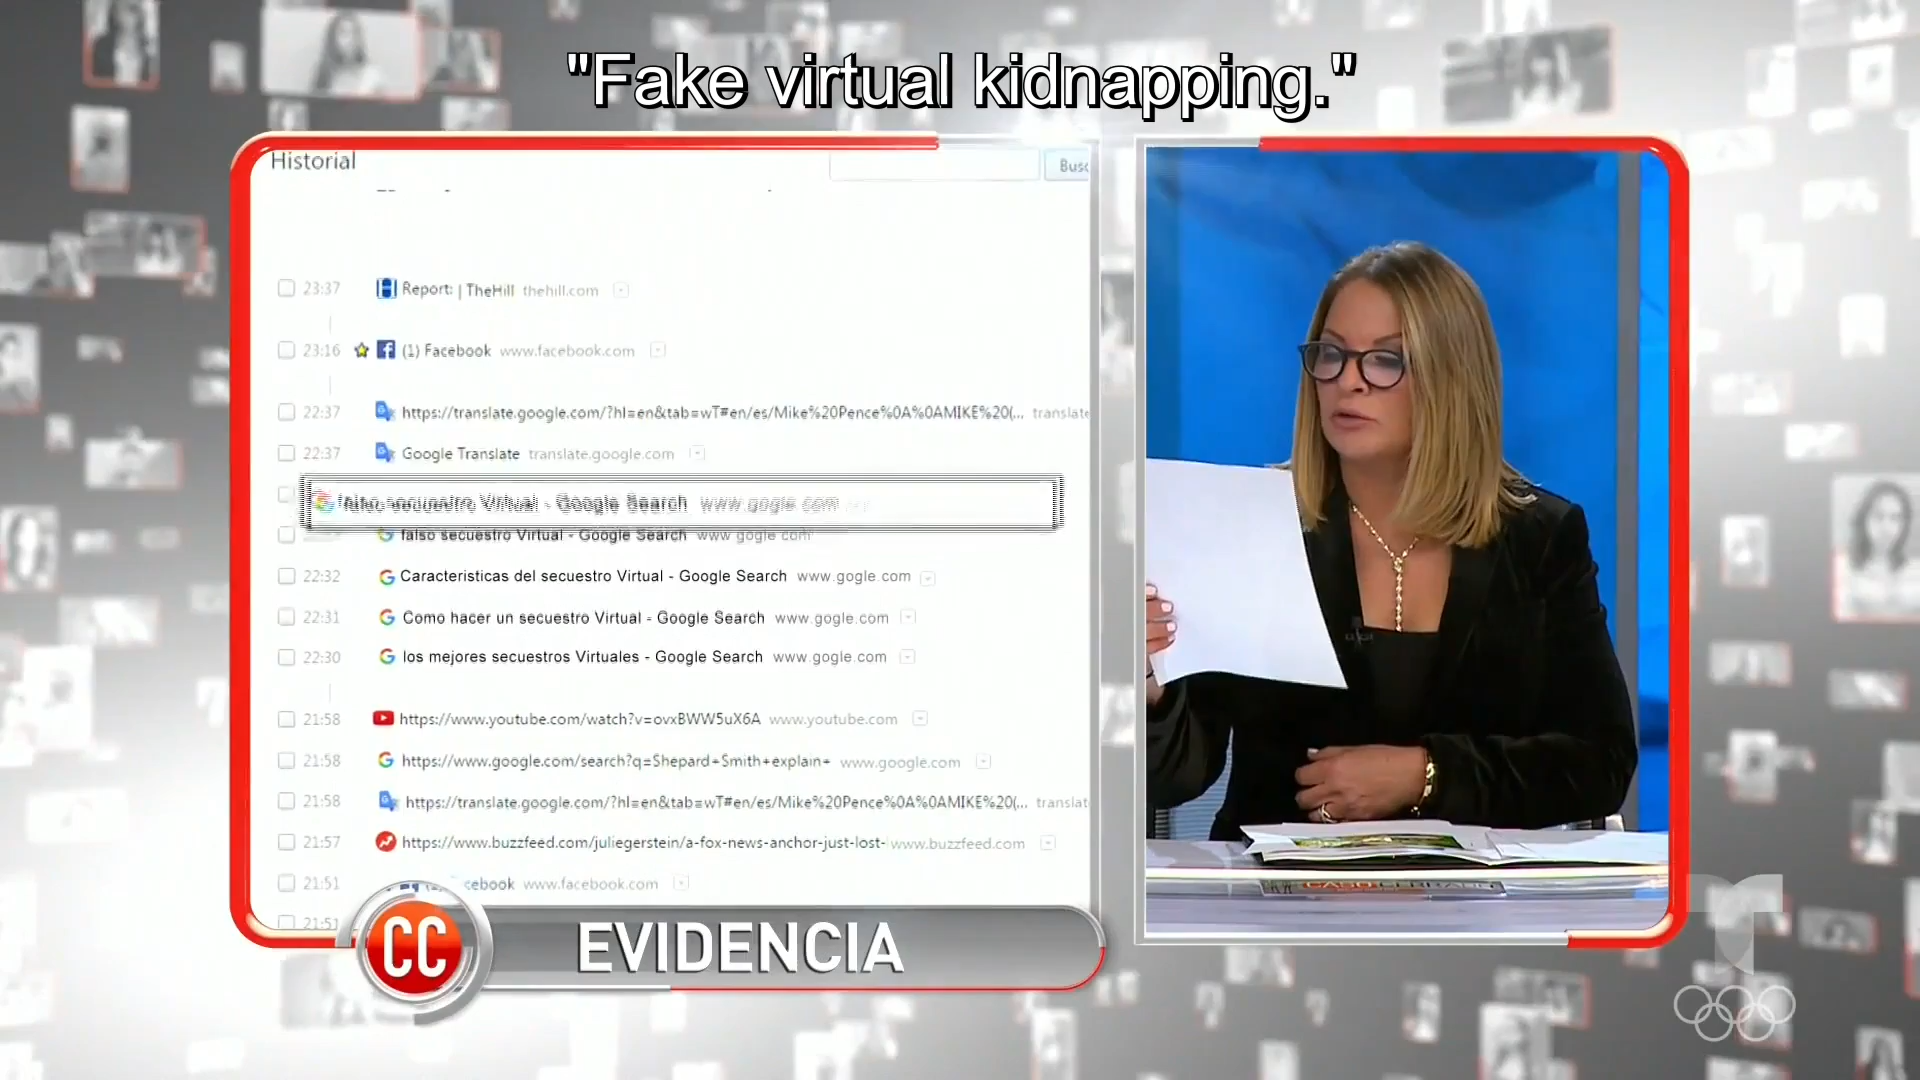 "Fake virtual kidnapping."
Historial
Busc
23:37 Report: | TheHill thehill.com
23:16 (1) Facebook www.facebook.com
22:37 https://translate.google.com/?hl=en&tab=wT#en/es/Mike%20Pence%0A%0AMIKE%20(... translate
22:37 Google Translate translate.google.com
falso secuestro Virtual - Google Search www.gogle.com
falso secuestro Virtual - Google Search www gogle com
22:32 Caracteristicas del secuestro Virtual - Google Search www.gogle.com
22:31 Como hacer un secuestro Virtual - Google Search www.gogle.com
22:30 los mejores secuestros Virtuales - Google Search www.gogle.com
21:58 https://www.youtube.com/watch?v=ovxBWW5uX6A www.youtube.com
21:58 https://www.google.com/search?q=Shepard+Smith+explain+ www.google.com
21:58 https://translate.google.com/?hl=en&tab=wT#en/es/Mike%20Pence%0A%0AMIKE%20(... translat
21:57 https://www.buzzfeed.com/juliegerstein/a-fox-news-anchor-just-lost- www.buzzfeed.com
21:51 cebook www.facebook.com
21:51
CC EVIDENCIA